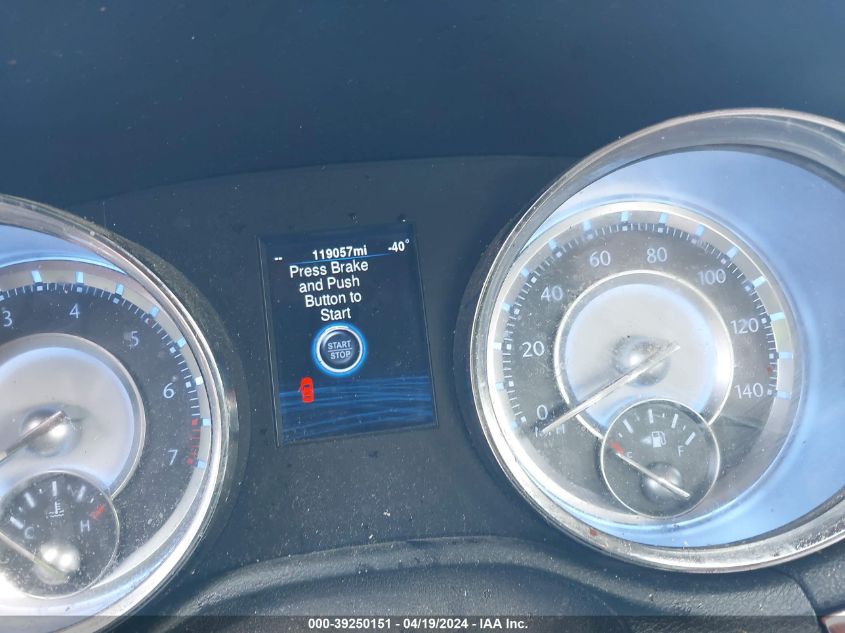 -- 119057mi -40°
Press Brake
and Push
Button to
Start
START
STOP
3 4 5 6 7
C H
0 20 40 60 80 100 120 140
MPH
E F
000-39250151 - 04/19/2024 - IAA Inc.